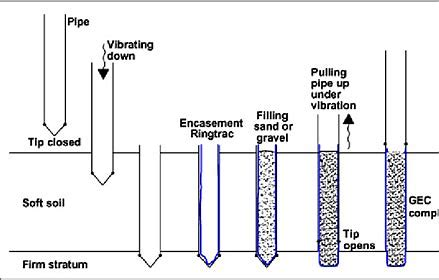 Pipe
Vibrating
down
Tip closed
Encasement
Ringtrac
Filling
sand or
gravel
Pulling
pipe up
under
vibration
Soft soil
GEC
Tip
opens
Firm stratum